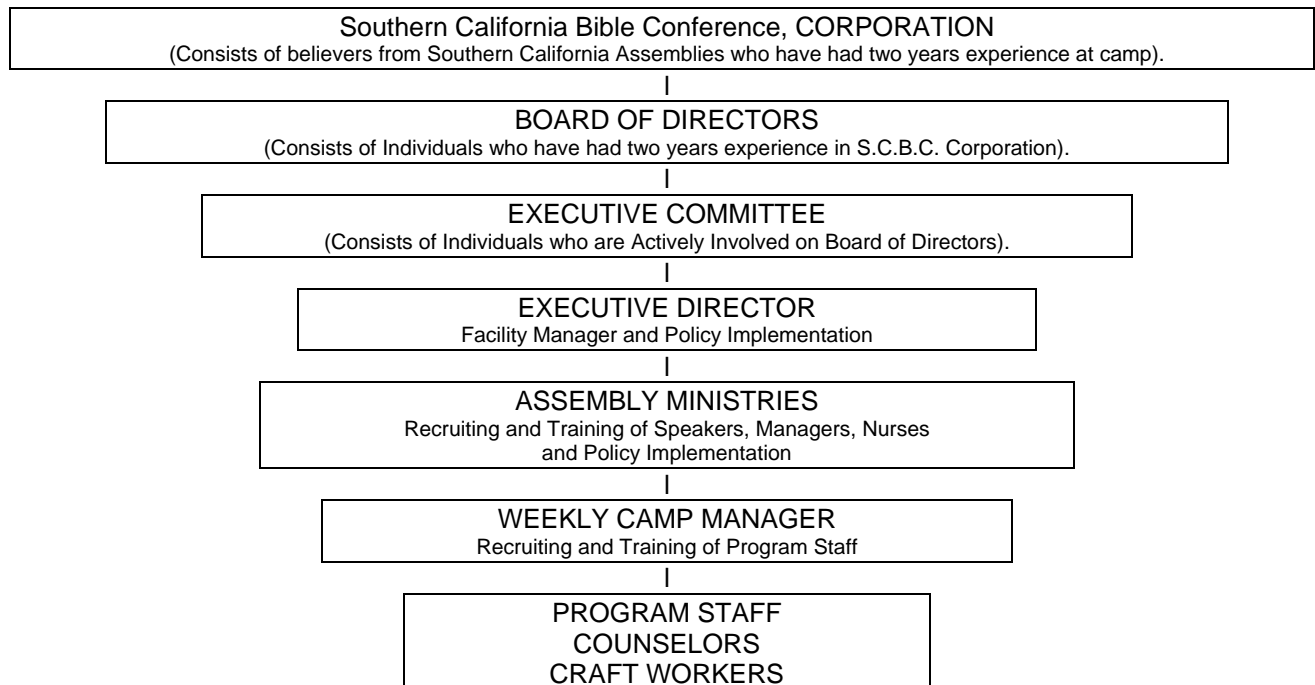 Southern California Bible Conference, CORPORATION
(Consists of believers from Southern California Assemblies who have had two years experience at camp).
BOARD OF DIRECTORS
(Consists of Individuals who have had two years experience in S.C.B.C. Corporation).
EXECUTIVE COMMITTEE
(Consists of Individuals who are Actively Involved on Board of Directors).
EXECUTIVE DIRECTOR
Facility Manager and Policy Implementation
ASSEMBLY MINISTRIES
Recruiting and Training of Speakers, Managers, Nurses
and Policy Implementation
WEEKLY CAMP MANAGER
Recruiting and Training of Program Staff
PROGRAM STAFF
COUNSELORS
CRAFT WORKERS